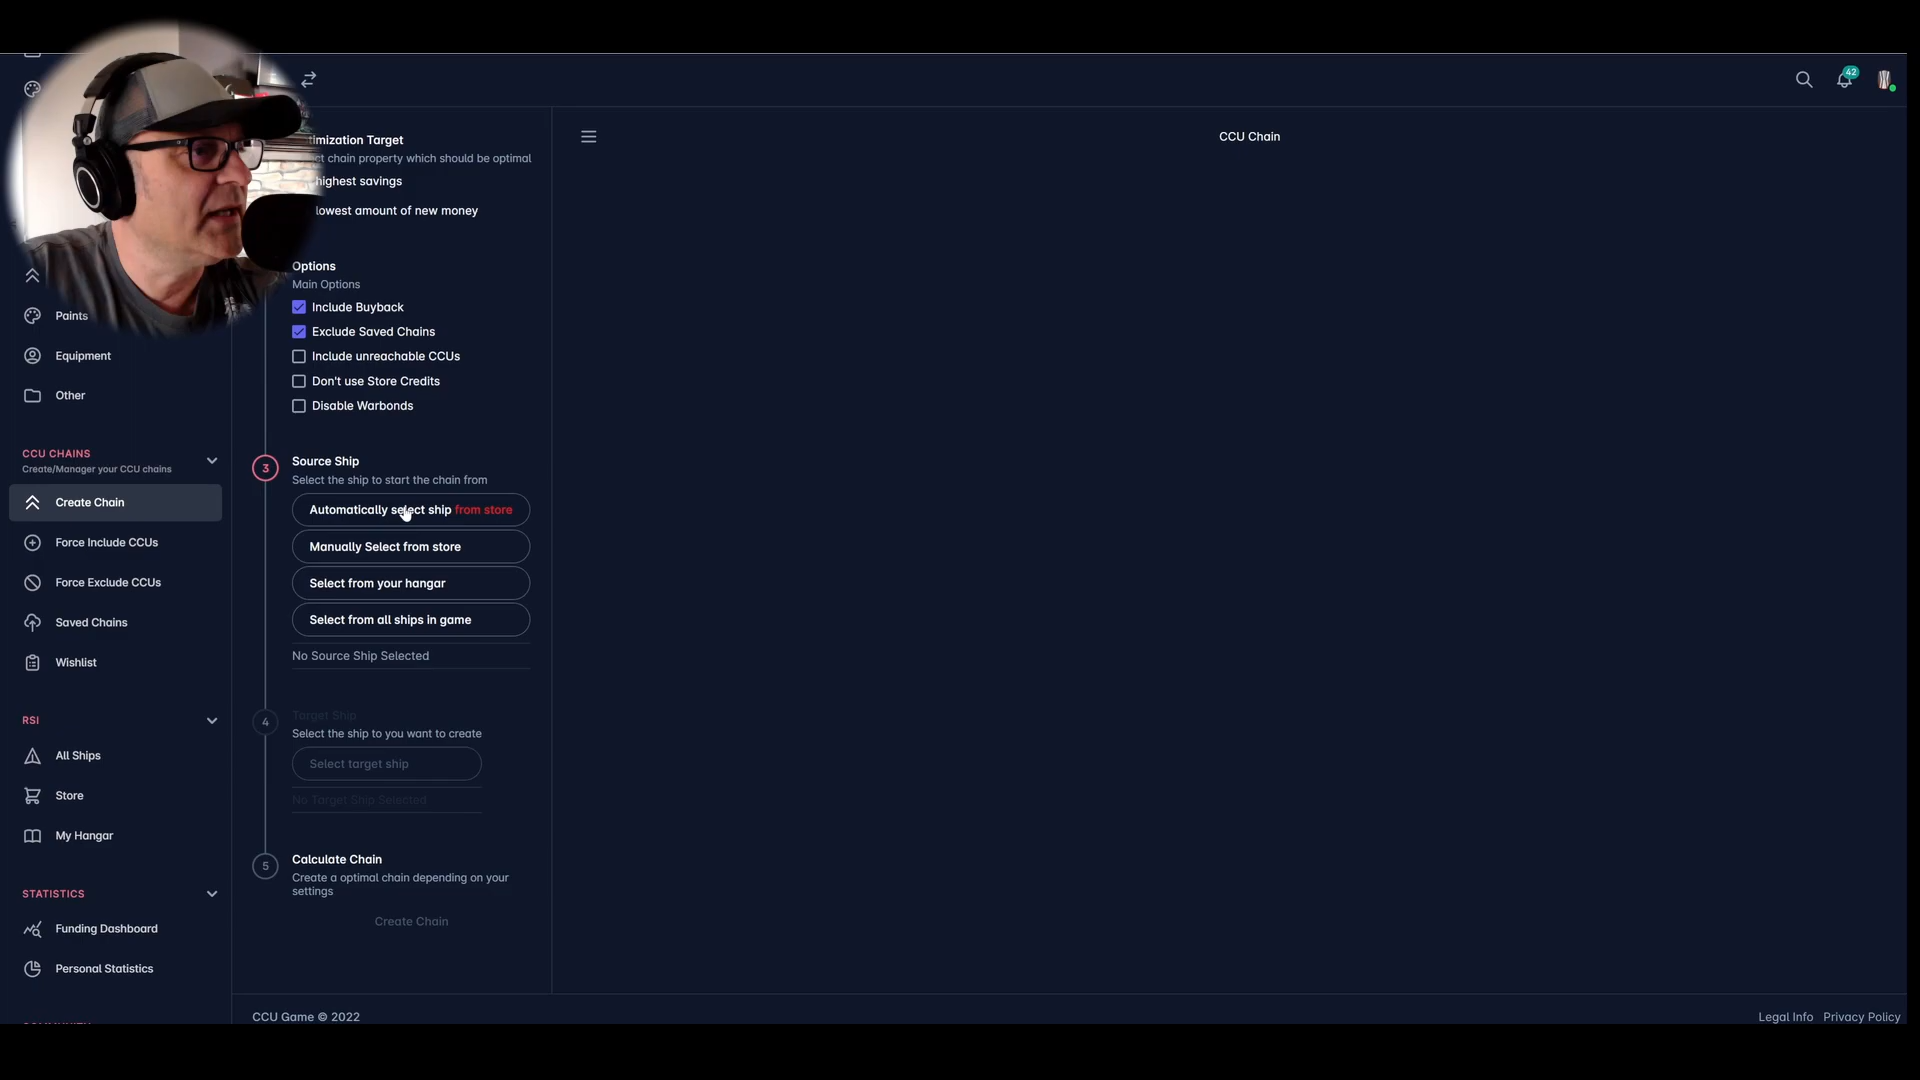 42
CCU Chain
timization Target
ct chain property which should be optimal
highest savings
lowest amount of new money
Options
Main Options
Include Buyback
Exclude Saved Chains
Include unreachable CCUs
Don't use Store Credits
Disable Warbonds
3
Source Ship
Select the ship to start the chain from
Automatically select ship from store
Manually Select from store
Select from your hangar
Select from all ships in game
No Source Ship Selected
4
Target Ship
Select the ship to you want to create
Select target ship
No Target Ship Selected
5
Calculate Chain
Create a optimal chain depending on your
settings
Create Chain
Paints
Equipment
Other
CCU CHAINS
Create/Manager your CCU chains
Create Chain
Force Include CCUs
Force Exclude CCUs
Saved Chains
Wishlist
RSI
All Ships
Store
My Hangar
STATISTICS
Funding Dashboard
Personal Statistics
CCU Game © 2022
Legal Info
Privacy Policy